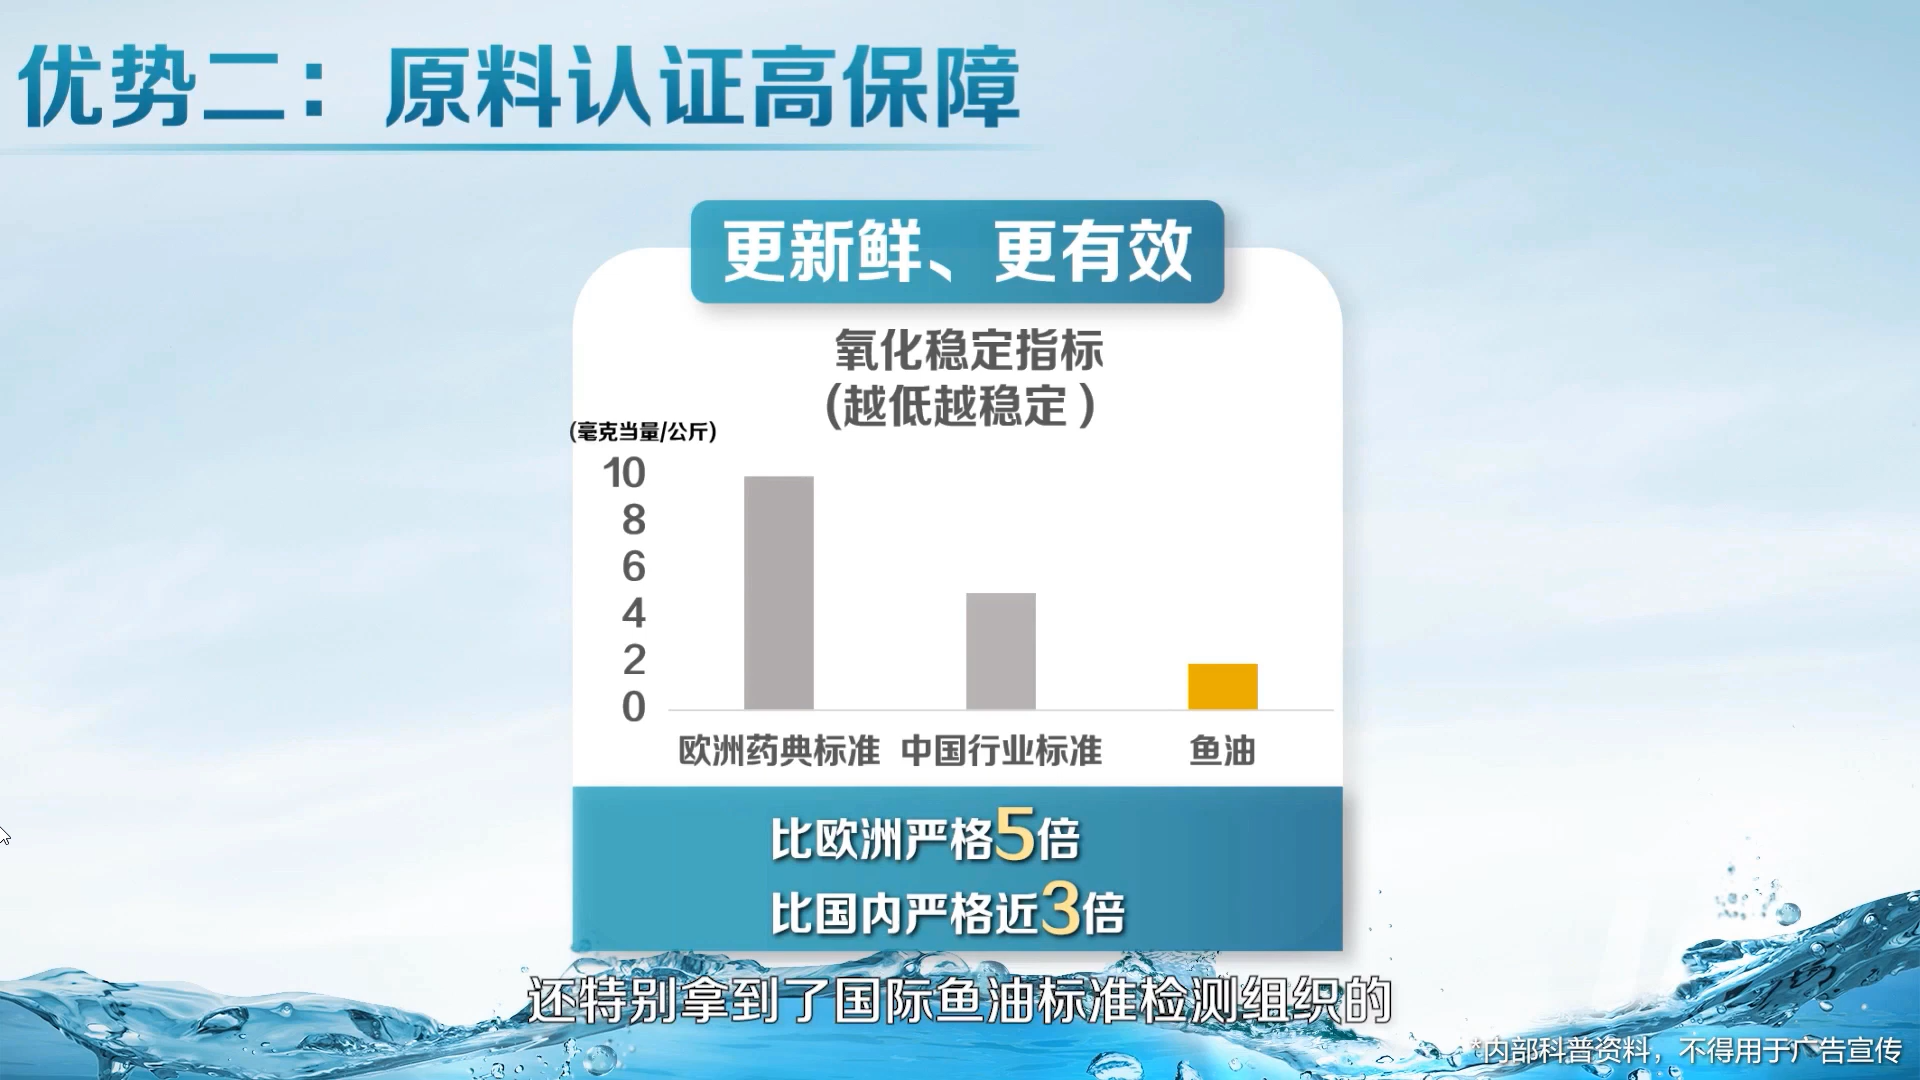 优势二：原料认证高保障
更新鲜、更有效
氧化稳定指标
(越低越稳定)
(毫克当量/公斤)
10
8
6
4
2
0
欧洲药典标准 中国行业标准 鱼油
比欧洲严格5倍
比国内严格近3倍
还特别拿到了国际鱼油标准检测组织的
*内部科普资料，不得用于广告宣传